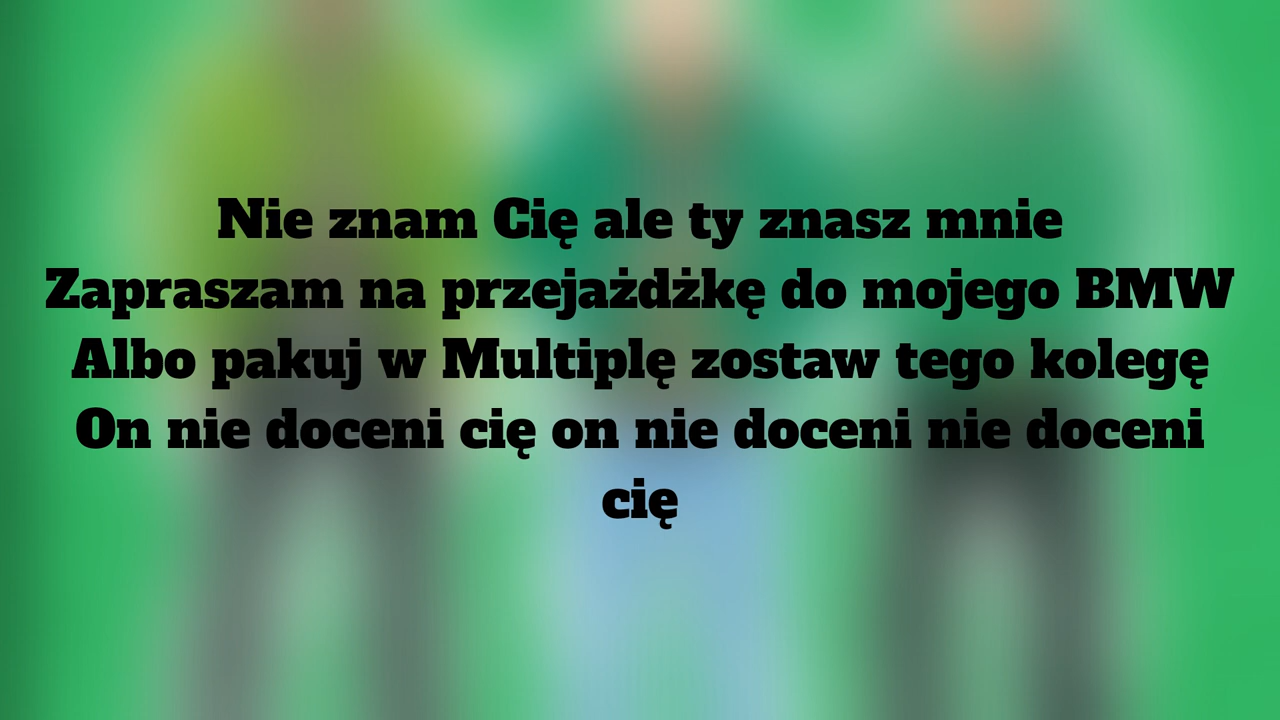 Nie znam Cię ale ty znasz mnie
Zapraszam na przejażdżkę do mojego BMW
Albo pakuj w Multiplę zostaw tego kolegę
On nie doceni cię on nie doceni nie doceni
cię